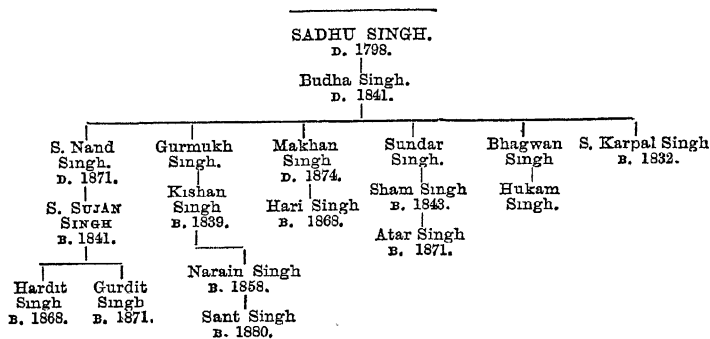 SADHU SINGH.
D. 1798.
Budha Singh.
D. 1841.
S. Nand
Singh.
D. 1871.
S. SUJAN
SINGH
B. 1841.
Hardit
Singh
B. 1868.
Gurdit
Singh
B. 1871.
Gurmukh
Singh.
Kishan
Singh
B. 1839.
Narain Singh
B. 1858.
Sant Singh
B. 1880.
Makhan
Singh
D. 1874.
Hari Singh
B. 1868.
Sundar
Singh.
Sham Singh
B. 1843.
Atar Singh
B. 1871.
Bhagwan
Singh
Hukam
Singh.
S. Karpal Singh
B. 1832.